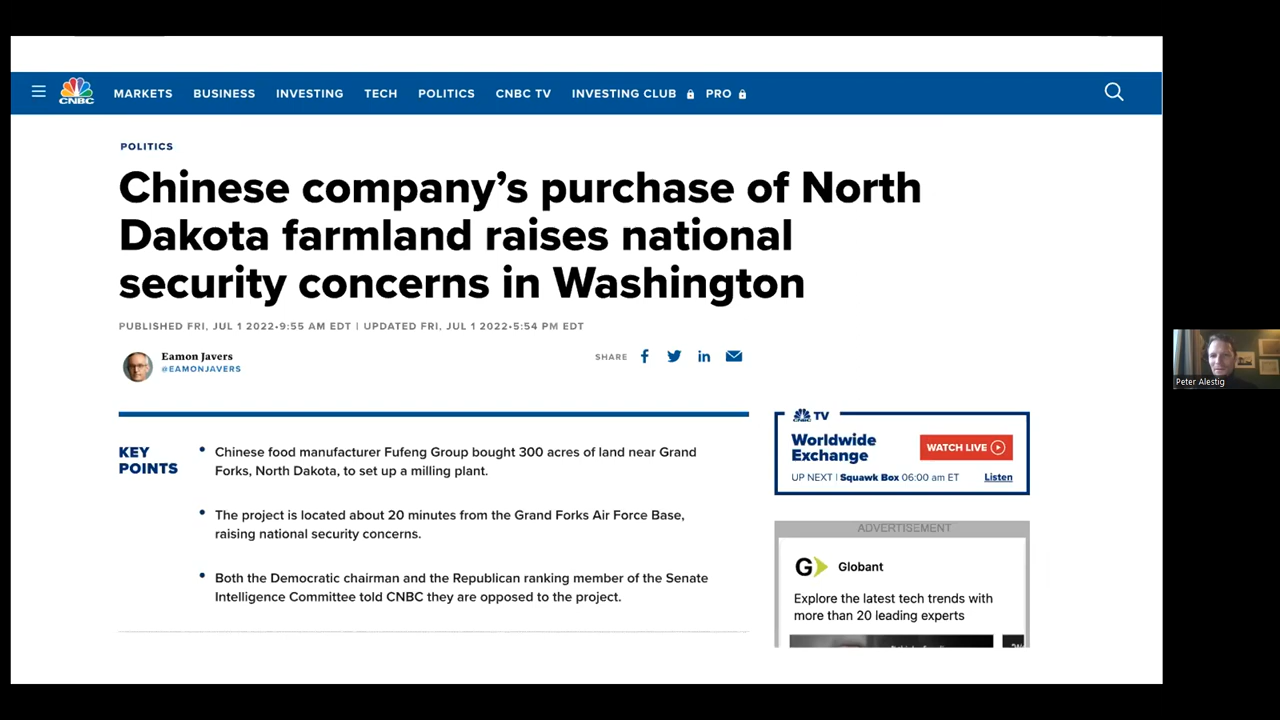 CNBC
MARKETS BUSINESS INVESTING TECH POLITICS CNBC TV INVESTING CLUB PRO
POLITICS
Chinese company’s purchase of North
Dakota farmland raises national
security concerns in Washington
PUBLISHED FRI, JUL 1 2022•9:55 AM EDT | UPDATED FRI, JUL 1 2022•5:54 PM EDT
Eamon Javers
@EAMONJAVERS
SHARE
KEY
POINTS
• Chinese food manufacturer Fufeng Group bought 300 acres of land near Grand
Forks, North Dakota, to set up a milling plant.
• The project is located about 20 minutes from the Grand Forks Air Force Base,
raising national security concerns.
• Both the Democratic chairman and the Republican ranking member of the Senate
Intelligence Committee told CNBC they are opposed to the project.
CNBC TV
Worldwide
Exchange
WATCH LIVE
UP NEXT | Squawk Box 06:00 am ET
Listen
ADVERTISEMENT
Globant
Explore the latest tech trends with
more than 20 leading experts
Peter Alestig